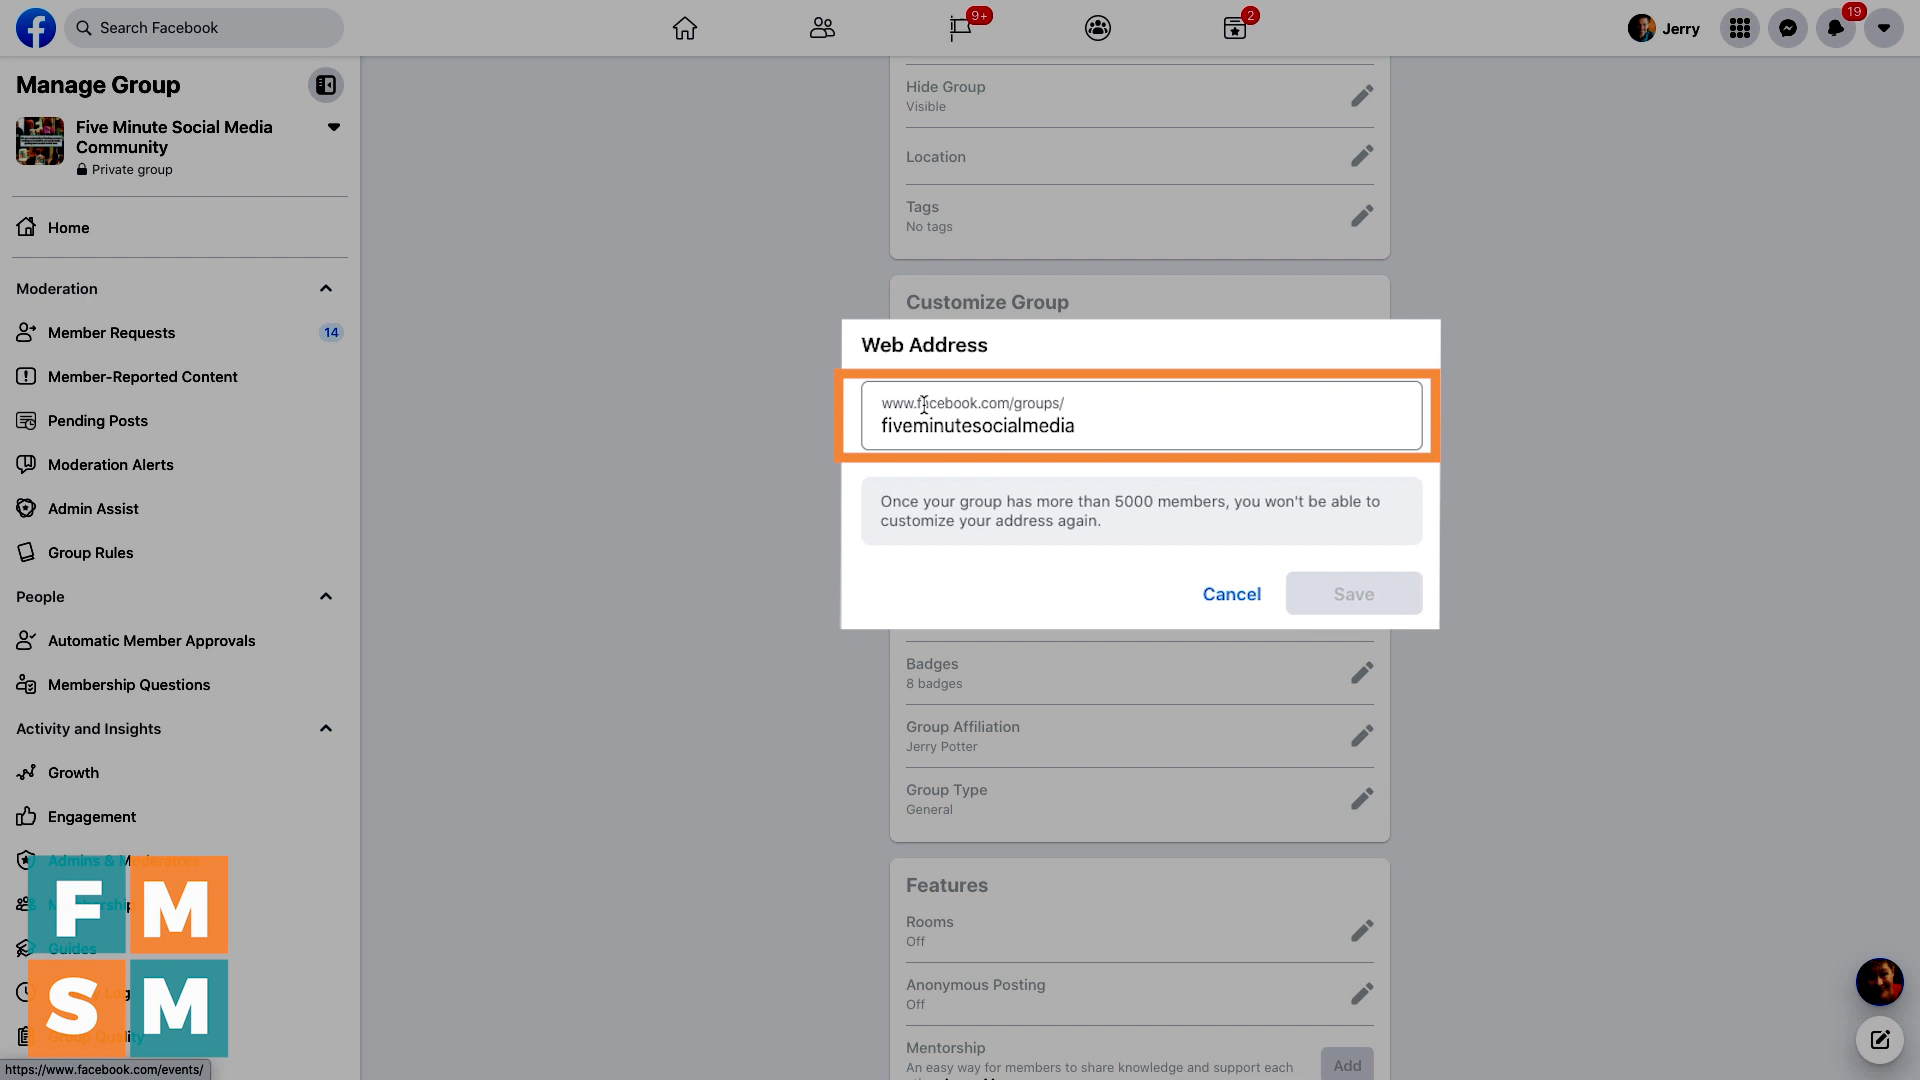 Search Facebook
9+
2
Jerry
19
Manage Group
Five Minute Social Media
Community
Private group
Home
Moderation
Member Requests
14
Member-Reported Content
Pending Posts
Moderation Alerts
Admin Assist
Group Rules
People
Automatic Member Approvals
Membership Questions
Activity and Insights
Growth
Engagement
Admins & Moderators
Guides
Group Quality
F M
S M
https://www.facebook.com/events/
Hide Group
Visible
Location
Tags
No tags
Customize Group
Web Address
www.facebook.com/groups/
fiveminutesocialmedia
Once your group has more than 5000 members, you won't be able to
customize your address again.
Cancel
Save
Badges
8 badges
Group Affiliation
Jerry Potter
Group Type
General
Features
Rooms
Off
Anonymous Posting
Off
Mentorship
An easy way for members to share knowledge and support each
Add